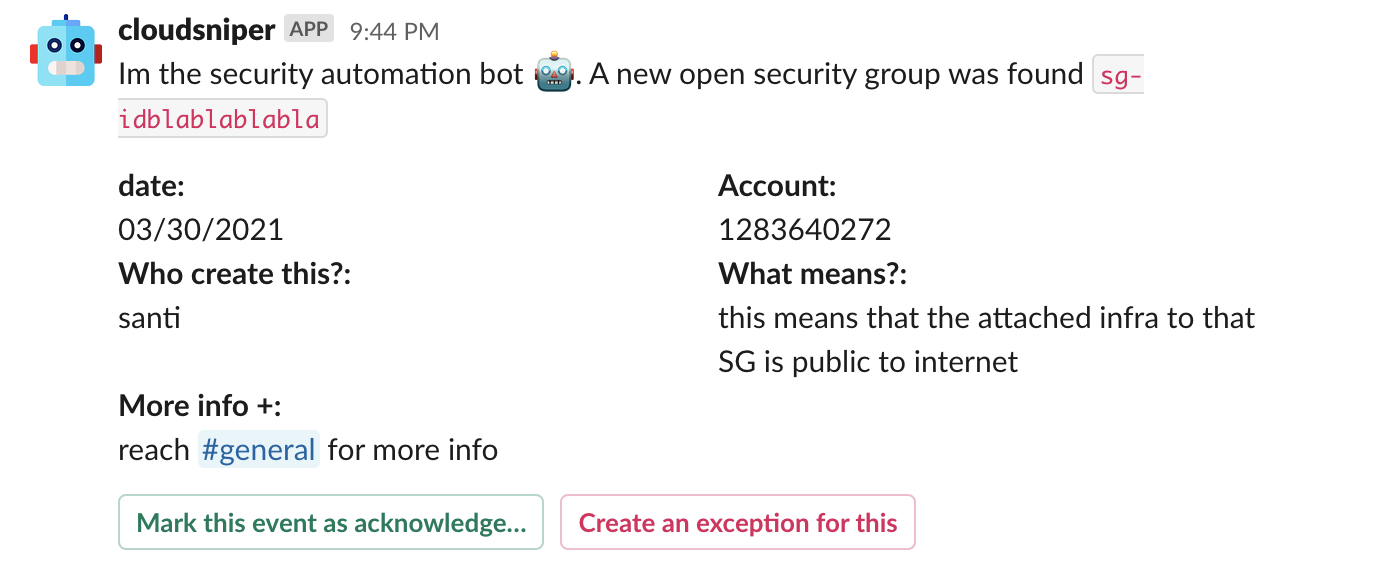 cloudsniper APP 9:44 PM
Im the security automation bot 🤖. A new open security group was found sg-
idblablablabla
date:
03/30/2021
Account:
1283640272
Who create this?:
santi
What means?:
this means that the attached infra to that
SG is public to internet
More info +:
reach #general for more info
Mark this event as acknowledge...
Create an exception for this